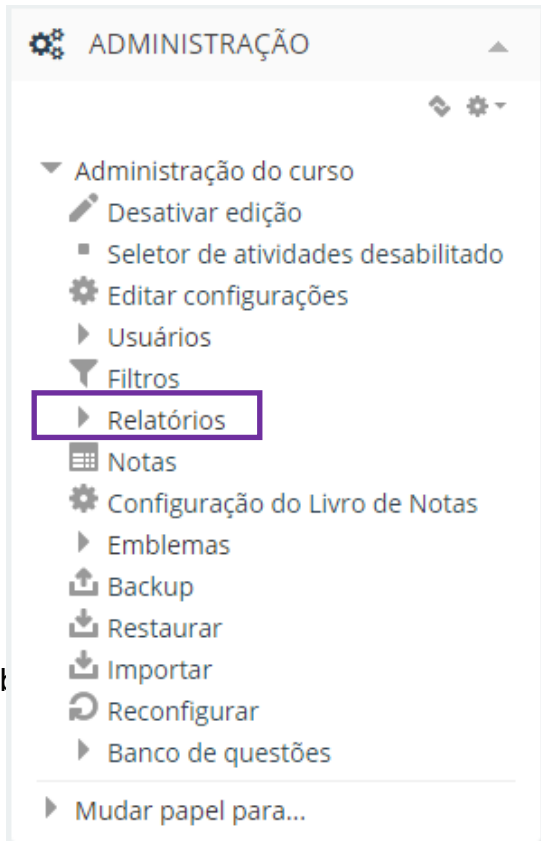 ADMINISTRAÇÃO
Administração do curso
Desativar edição
Seletor de atividades desabilitado
Editar configurações
Usuários
Filtros
Relatórios
Notas
Configuração do Livro de Notas
Emblemas
Backup
Restaurar
Importar
Reconfigurar
Banco de questões
Mudar papel para...